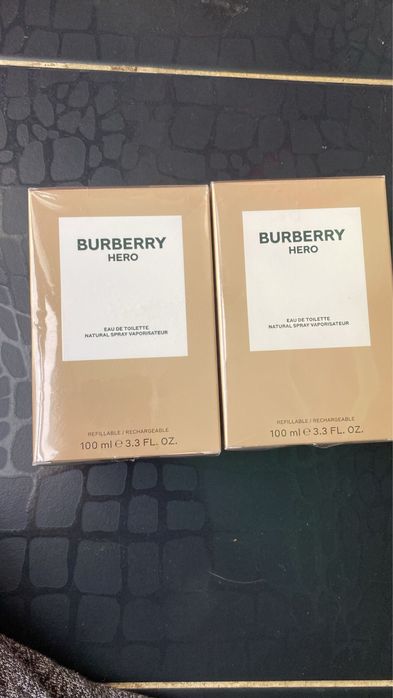 BURBERRY
HERO
EAU DE TOILETTE
NATURAL SPRAY VAPORISATEUR
REFILLABLE / RECHARGEABLE
100 ml ℮ 3.3 FL. OZ.
BURBERRY
HERO
EAU DE TOILETTE
NATURAL SPRAY VAPORISATEUR
REFILLABLE / RECHARGEABLE
100 ml ℮ 3.3 FL. OZ.